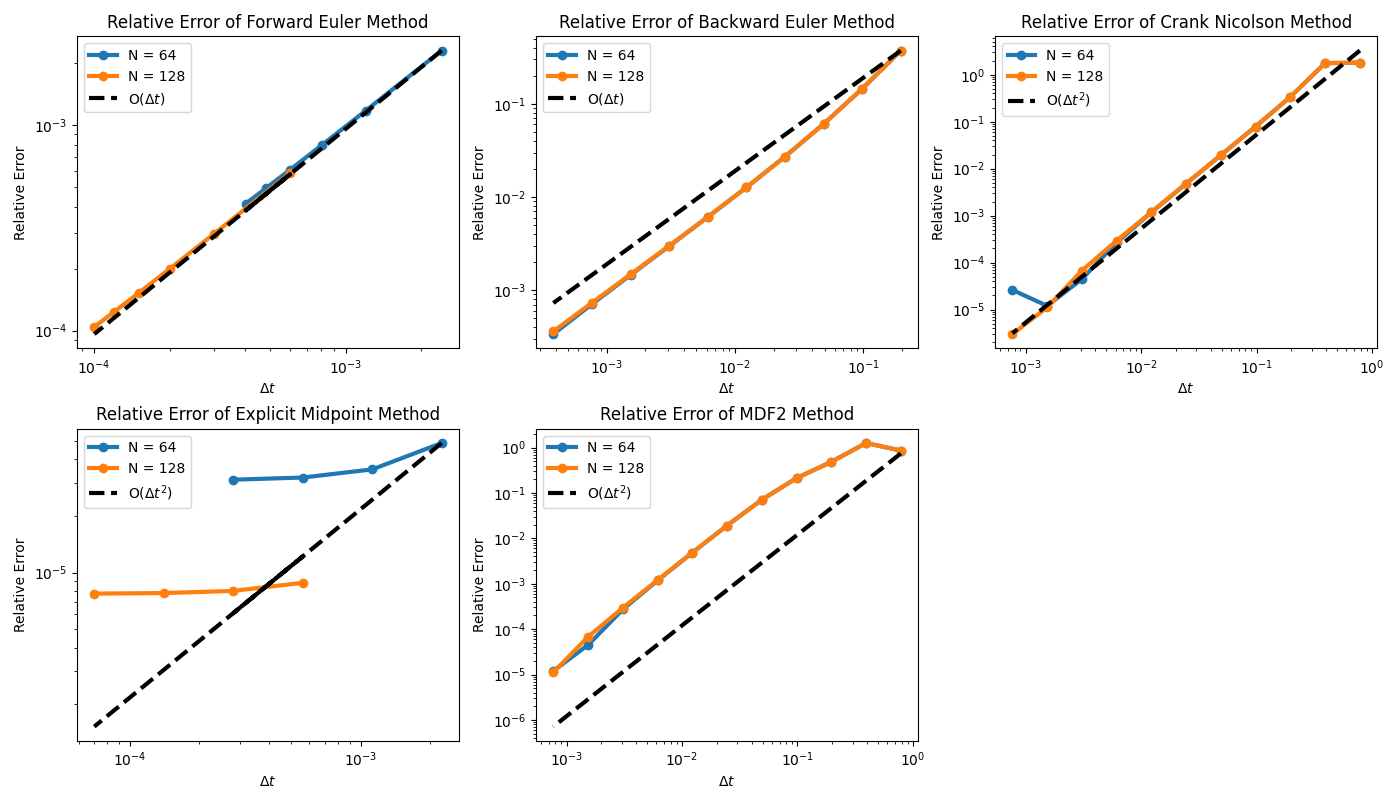 Relative Error of Forward Euler Method
Relative Error
10⁻³
10⁻⁴
N = 64
N = 128
O(Δt)
10⁻⁴ 10⁻³
Δt
Relative Error of Backward Euler Method
Relative Error
10⁻¹
10⁻²
10⁻³
N = 64
N = 128
O(Δt)
10⁻³ 10⁻² 10⁻¹
Δt
Relative Error of Crank Nicolson Method
Relative Error
10⁰
10⁻¹
10⁻²
10⁻³
10⁻⁴
10⁻⁵
N = 64
N = 128
O(Δt²)
10⁻³ 10⁻² 10⁻¹ 10⁰
Δt
Relative Error of Explicit Midpoint Method
Relative Error
10⁻⁵
N = 64
N = 128
O(Δt²)
10⁻⁴ 10⁻³
Δt
Relative Error of MDF2 Method
Relative Error
10⁰
10⁻¹
10⁻²
10⁻³
10⁻⁴
10⁻⁵
10⁻⁶
N = 64
N = 128
O(Δt²)
10⁻³ 10⁻² 10⁻¹ 10⁰
Δt